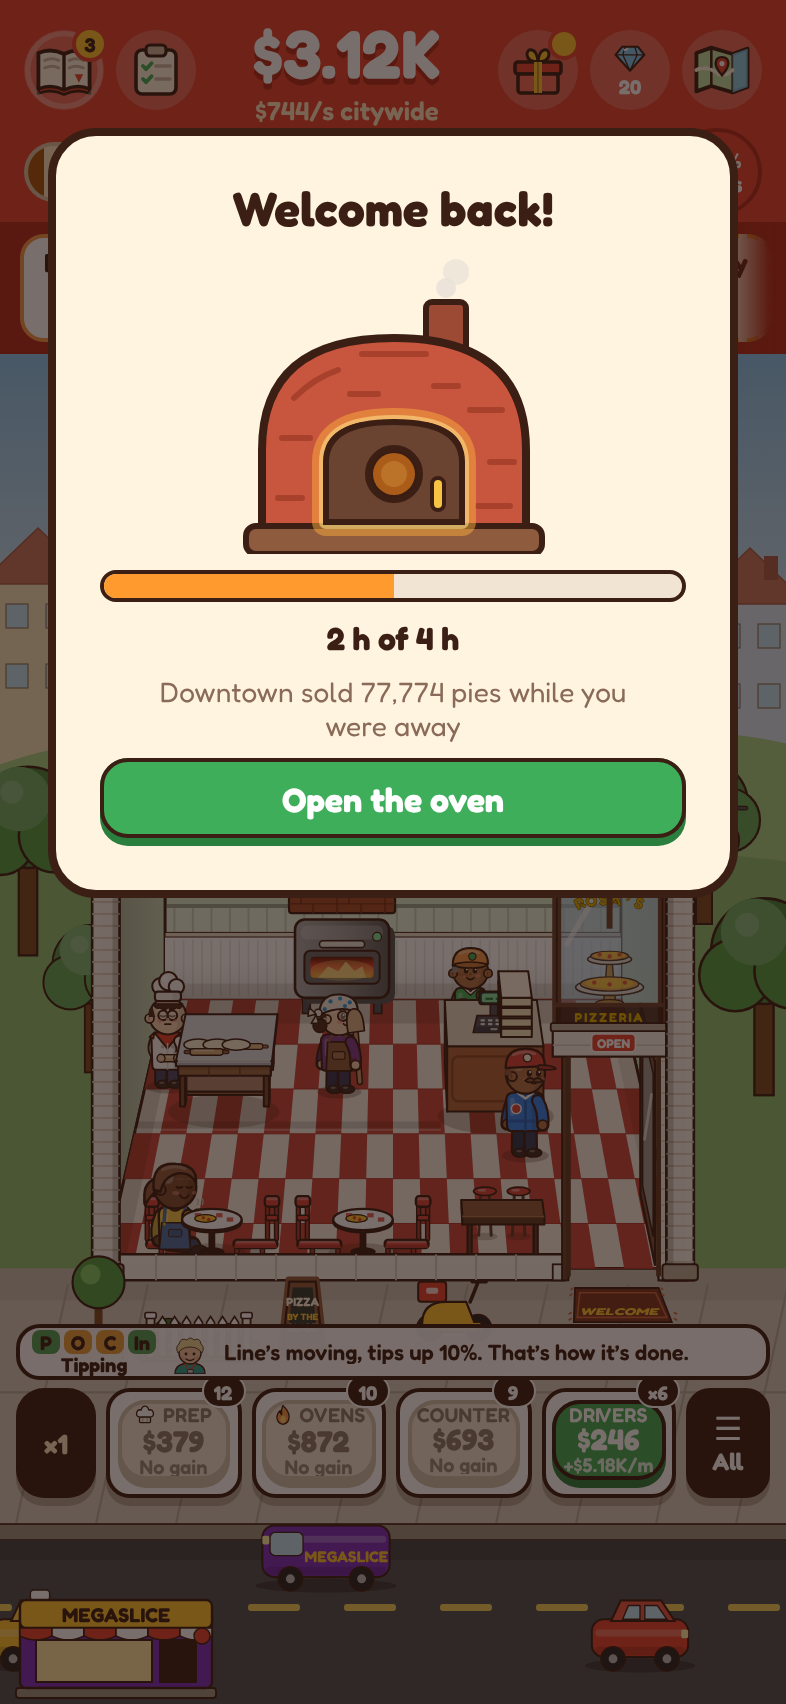 3
$3.12K
$744/s citywide
20
Welcome back!
2 h of 4 h
Downtown sold 77,774 pies while you
were away
Open the oven
ROSA'S
PIZZERIA
OPEN
PIZZA
BY THE
WELCOME
P O C In
Tipping
Line's moving, tips up 10%. That's how it's done.
x1
12
PREP
$379
No gain
10
OVENS
$872
No gain
9
COUNTER
$693
No gain
x6
DRIVERS
$246
+$5.18K/m
All
MEGASLICE
MEGASLICE